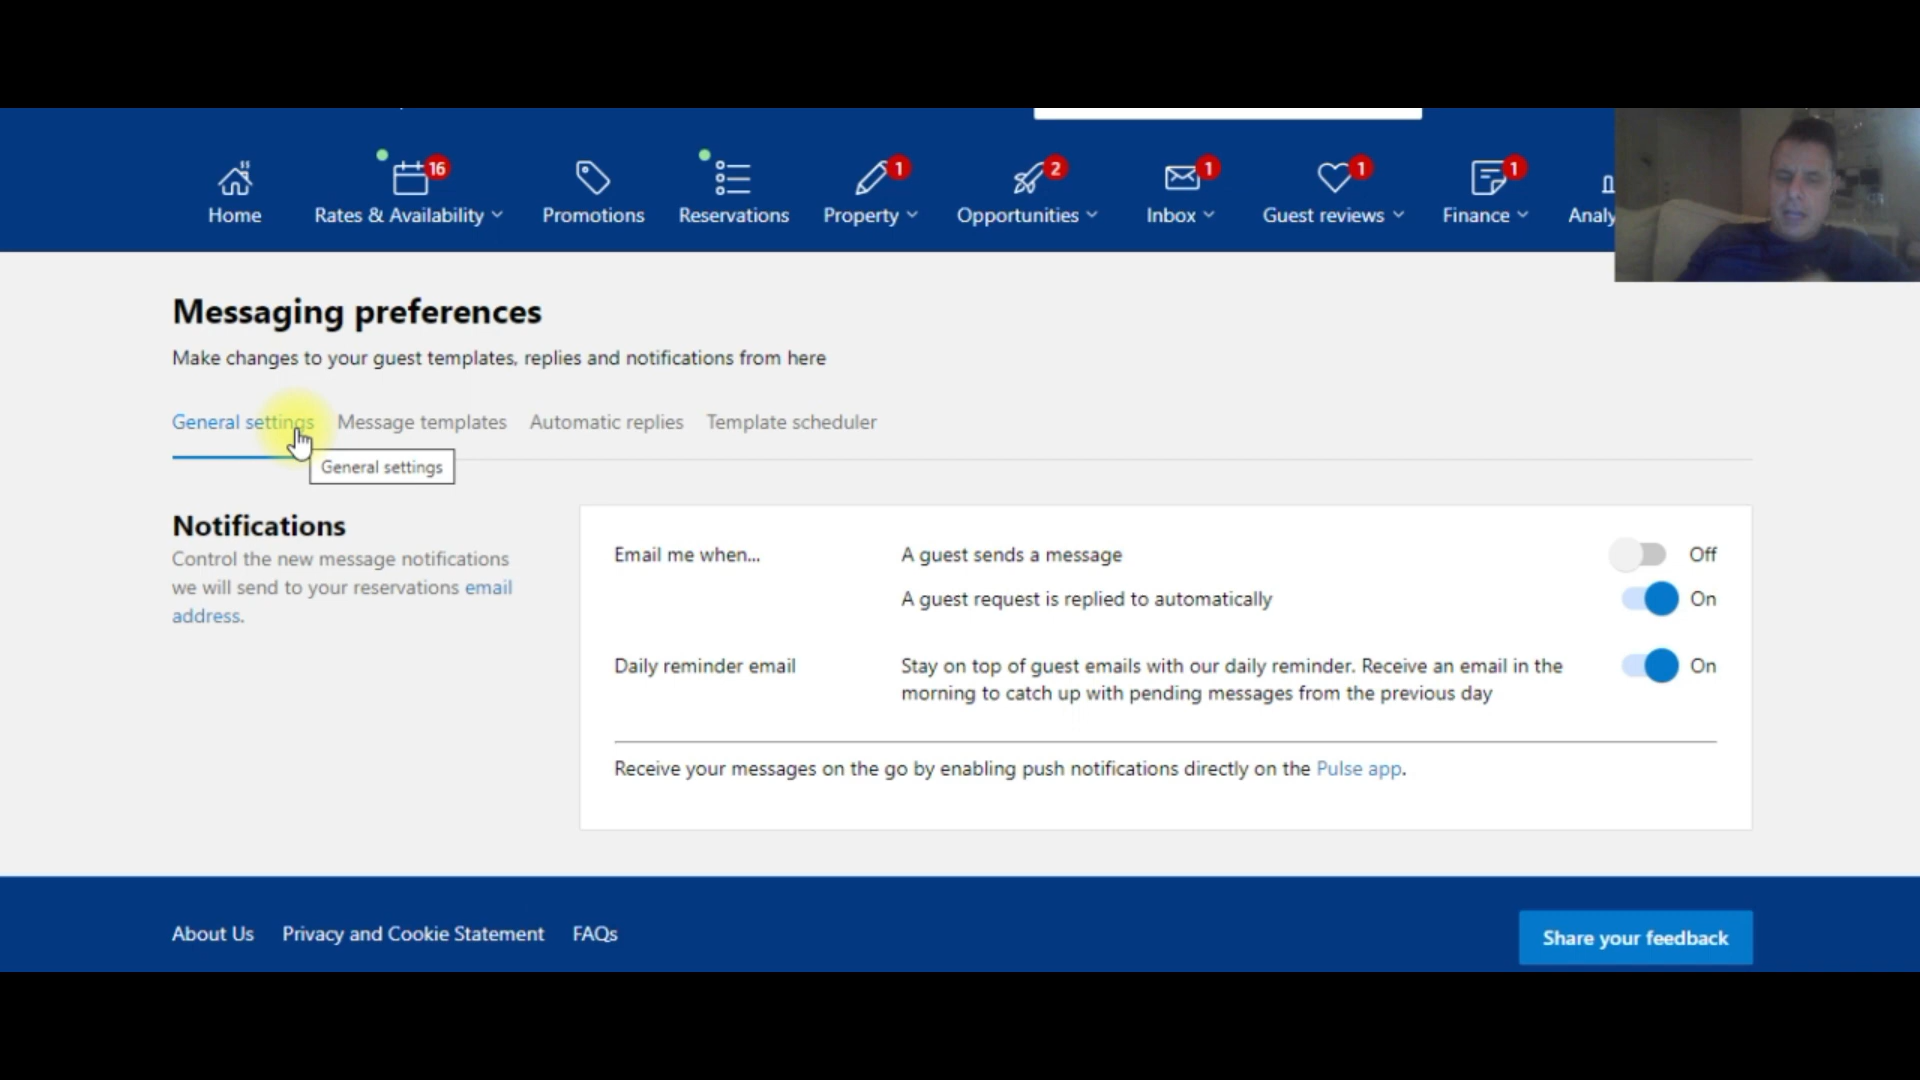 16
1
2
1
1
1
Home
Rates & Availability
Promotions
Reservations
Property
Opportunities
Inbox
Guest reviews
Finance
Analy
Messaging preferences
Make changes to your guest templates, replies and notifications from here
General settings
Message templates
Automatic replies
Template scheduler
General settings
Notifications
Control the new message notifications
we will send to your reservations email
address.
Email me when...
A guest sends a message
Off
A guest request is replied to automatically
On
Daily reminder email
Stay on top of guest emails with our daily reminder. Receive an email in the
morning to catch up with pending messages from the previous day
On
Receive your messages on the go by enabling push notifications directly on the Pulse app.
About Us
Privacy and Cookie Statement
FAQs
Share your feedback